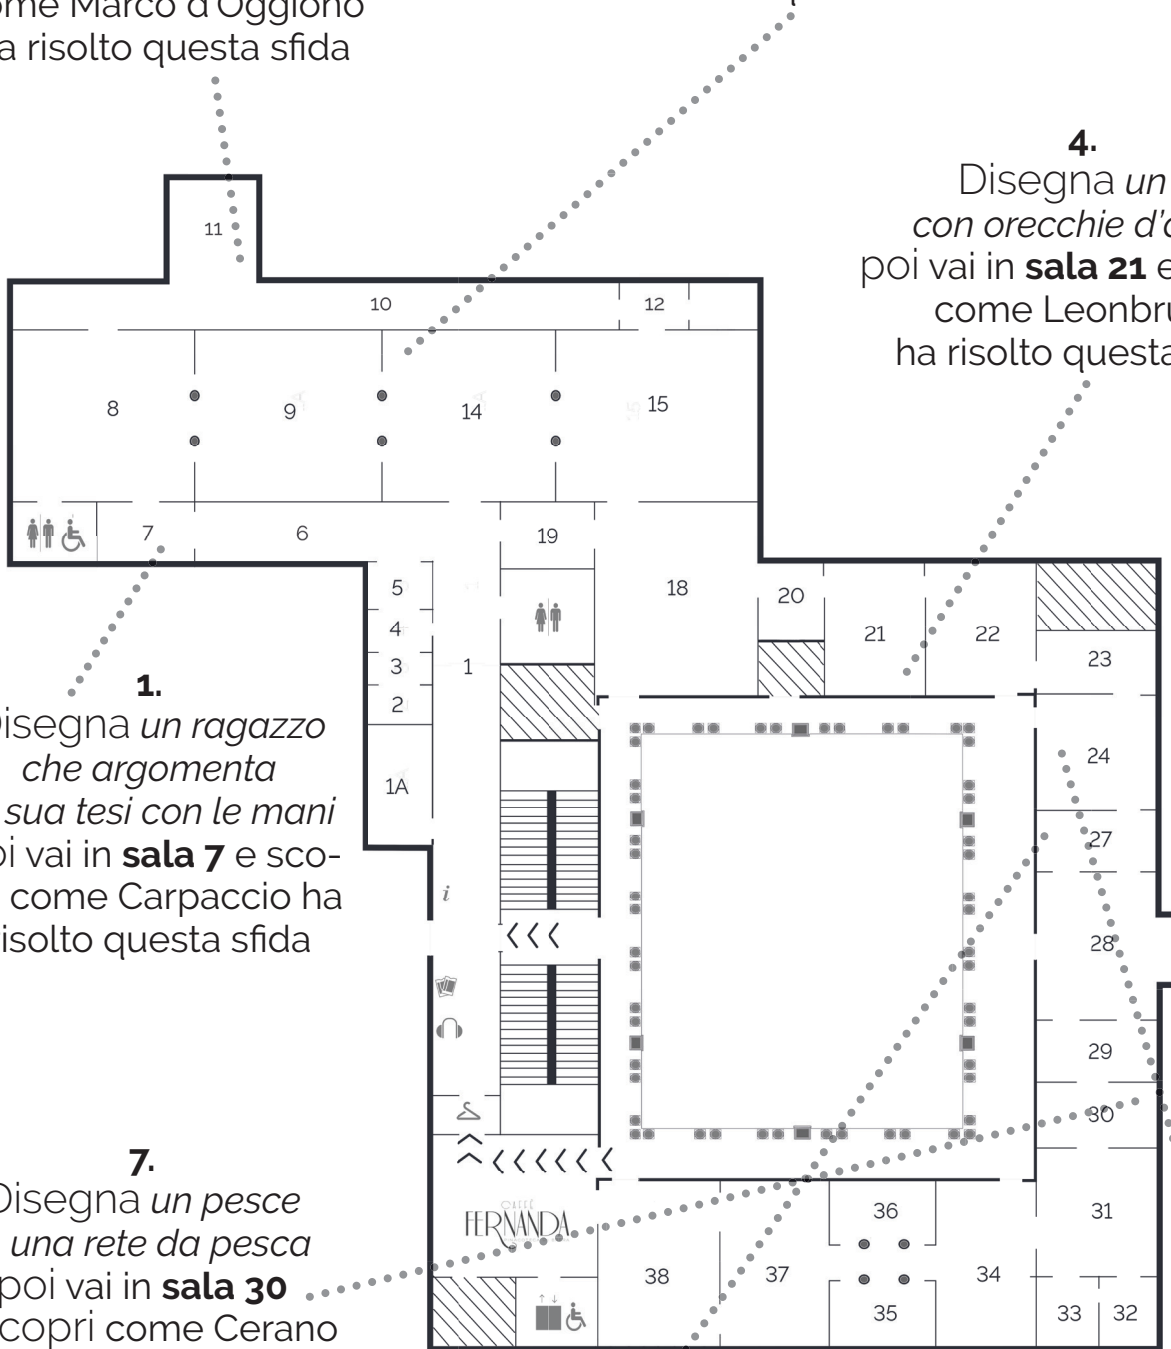 ome Marco d'Oggiono
a risolto questa sfida
4.
Disegna un
con orecchie d'
poi vai in sala 21 e
come Leonbru
ha risolto questa
11
10
12
8
9
14
15
7
6
19
5
4
3
2
1
1A
18
20
21
22
23
24
27
28
29
30
31
1.
isegna un ragazzo
che argomenta
sua tesi con le mani
oi vai in sala 7 e sco-
come Carpaccio ha
risolto questa sfida
i
7.
Disegna un pesce
una rete da pesca
poi vai in sala 30
copri come Cerano
CAFFÈ
FERNANDA
38
37
36
35
34
33
32